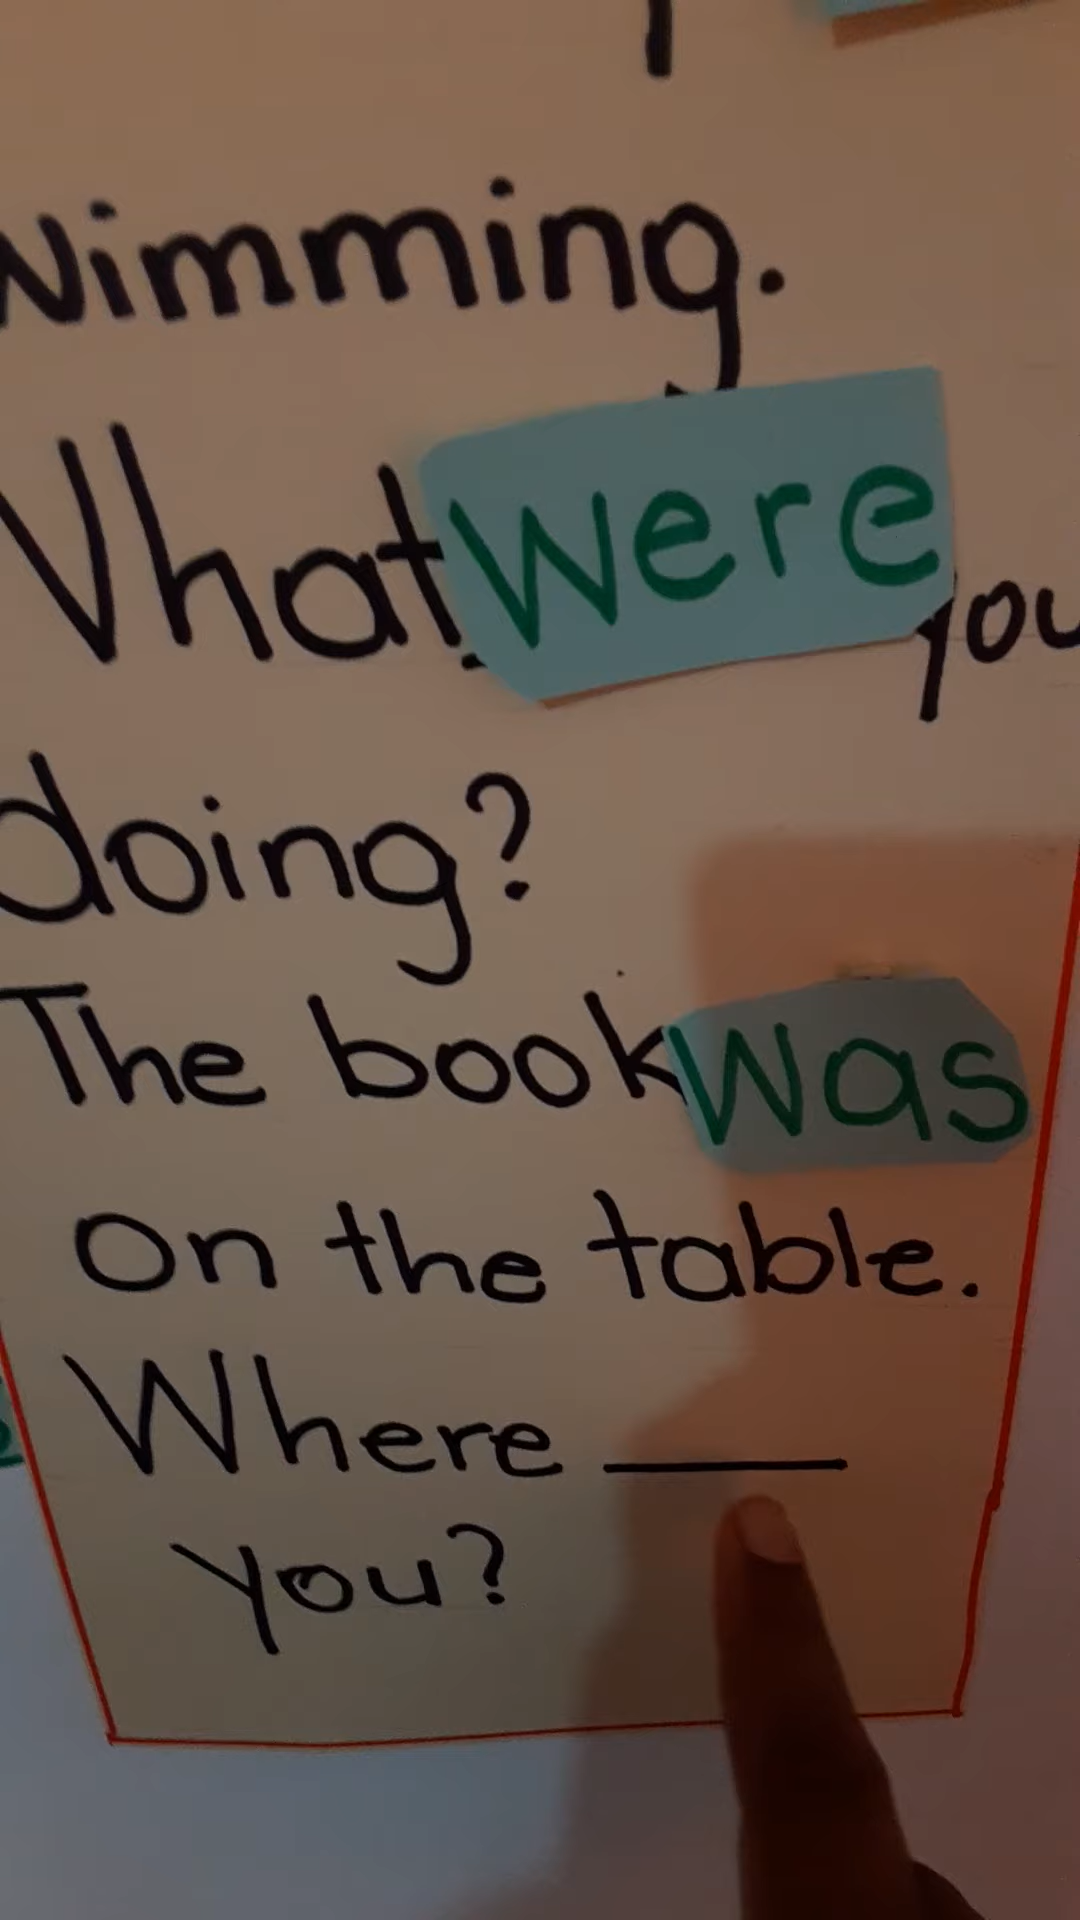 wimming.
What were you
doing?
The book was
on the table.
Where ____
you?